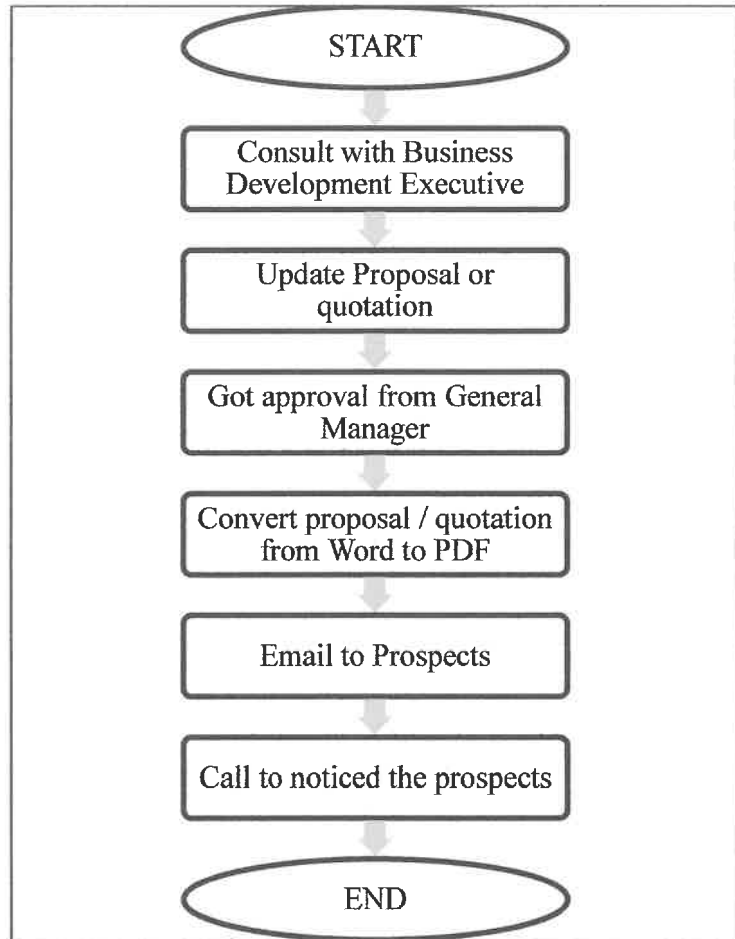 START
Consult with Business
Development Executive
Update Proposal or
quotation
Got approval from General
Manager
Convert proposal / quotation
from Word to PDF
Email to Prospects
Call to noticed the prospects
END